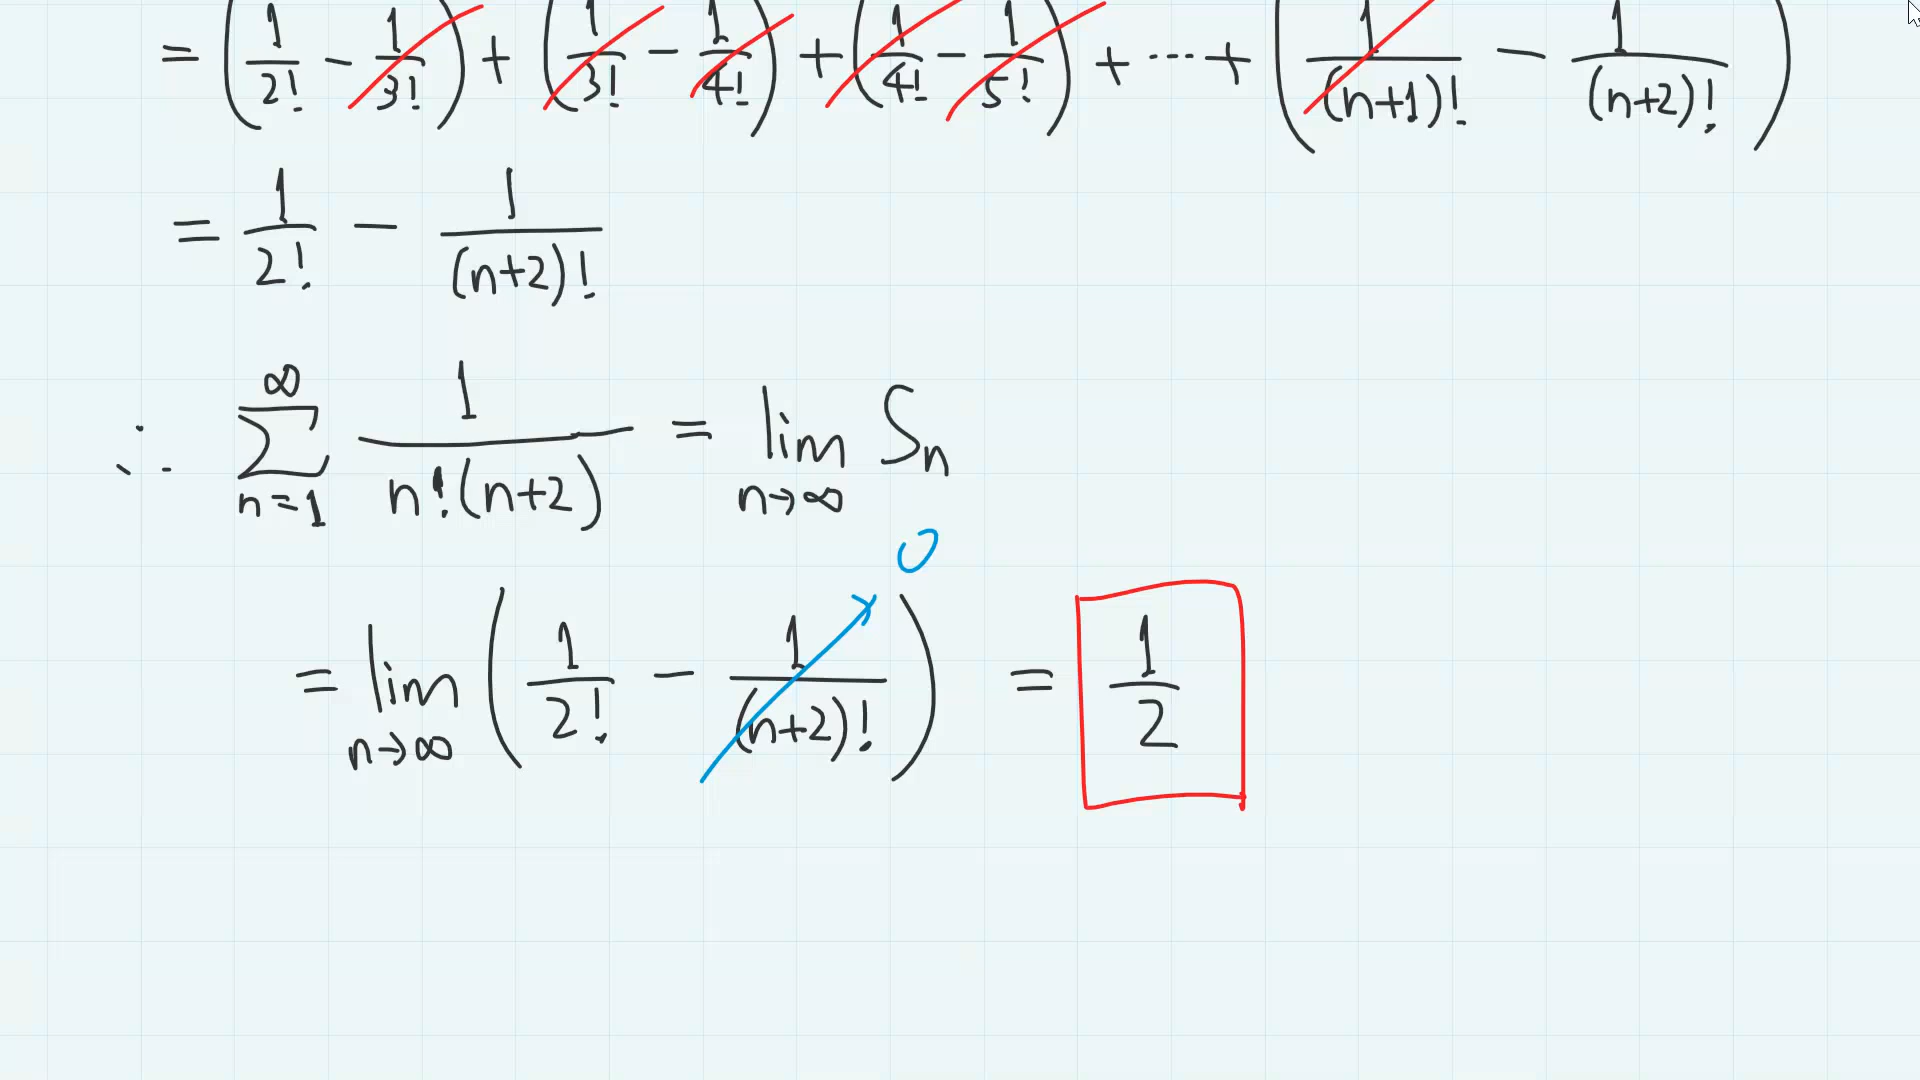 = (1/2! − 1/3!) + (1/3! − 1/4!) + (1/4! − 1/5!) + ⋯ + (1/(n+1)! − 1/(n+2)!)
= 1/2! − 1/(n+2)!
∴ ∑_{n=1}^{∞} 1/(n!(n+2)) = lim_{n→∞} Sₙ
= lim_{n→∞} (1/2! − 1/(n+2)!) = 1/2
0